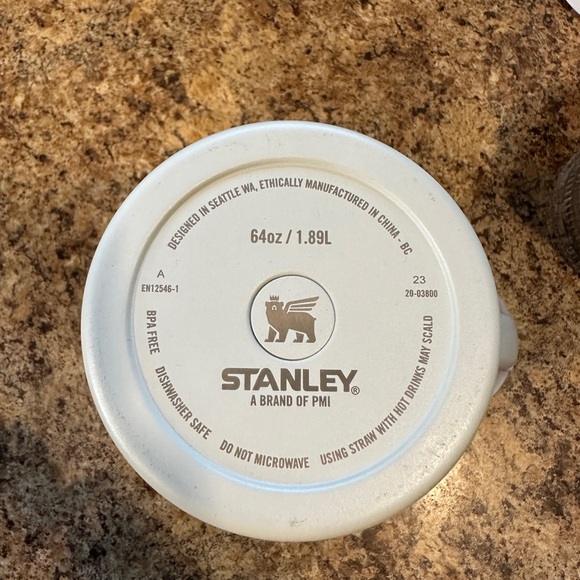 DESIGNED IN SEATTLE WA, ETHICALLY MANUFACTURED IN CHINA - BC
64oz / 1.89L
A
EN12546-1
23
20-03800
STANLEY®
A BRAND OF PMI
BPA FREE DISHWASHER SAFE DO NOT MICROWAVE USING STRAW WITH HOT DRINKS MAY SCALD